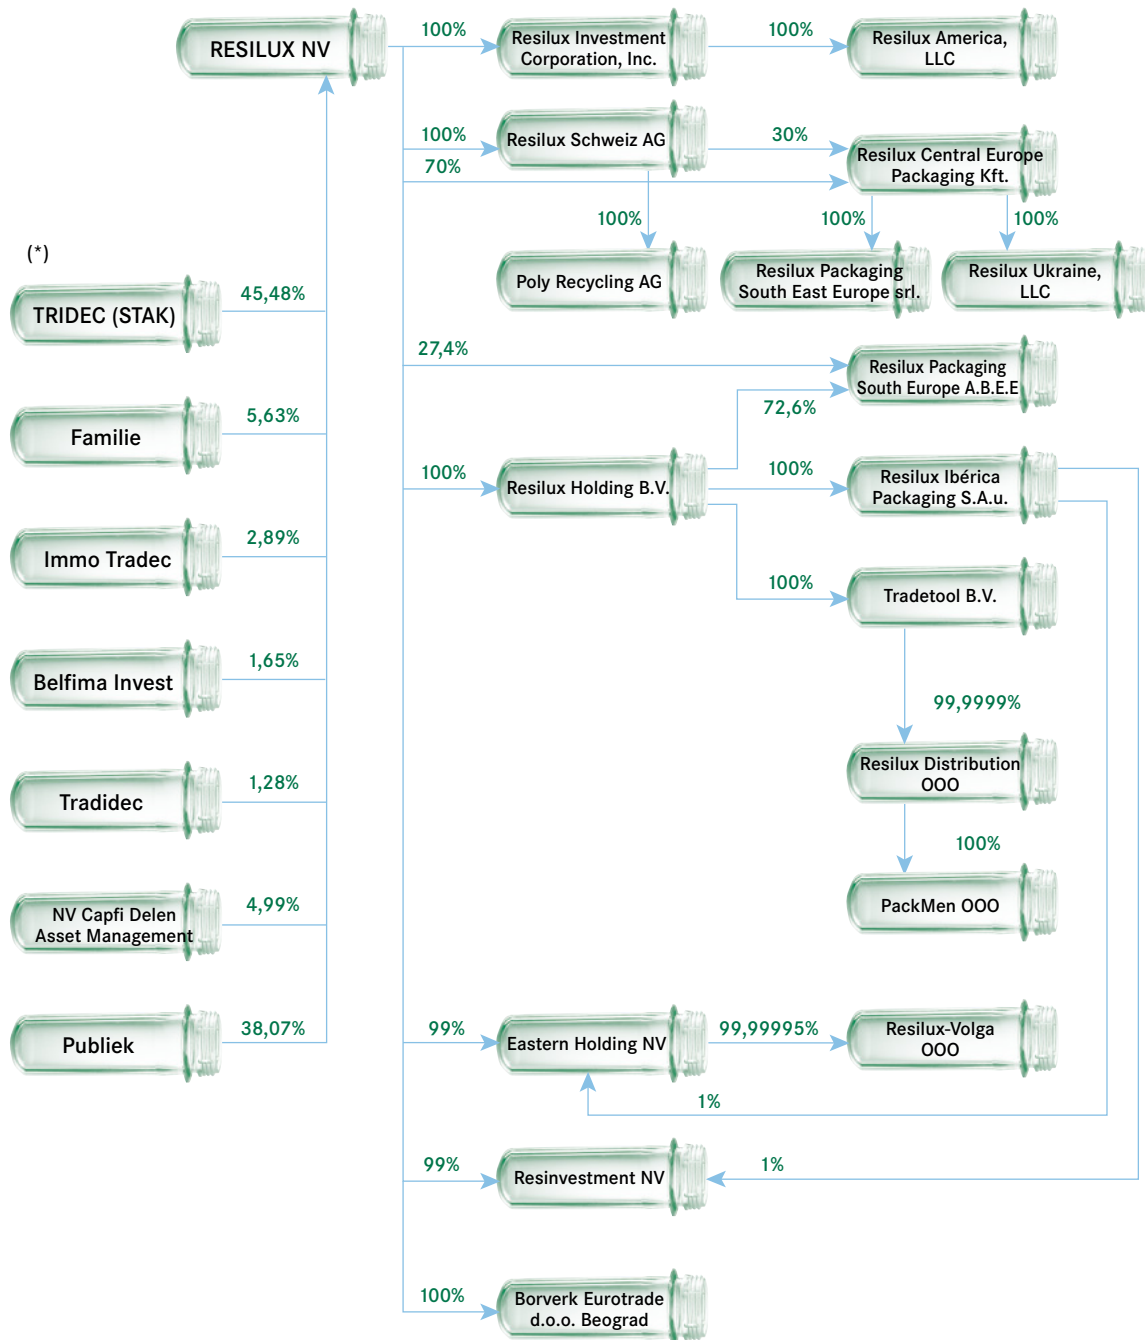 RESILUX NV
100%
Resilux Investment
Corporation, Inc.
100%
Resilux America,
LLC
100%
Resilux Schweiz AG
30%
Resilux Central Europe
Packaging Kft.
70%
100%
100%
100%
Poly Recycling AG
Resilux Packaging
South East Europe srl.
Resilux Ukraine,
LLC
(*)
TRIDEC (STAK)
45,48%
27,4%
Resilux Packaging
South Europe A.B.E.E
72,6%
Familie
5,63%
100%
Resilux Holding B.V.
100%
Resilux Ibérica
Packaging S.A.u.
Immo Tradec
2,89%
100%
Tradetool B.V.
Belfima Invest
1,65%
99,9999%
Tradidec
1,28%
Resilux Distribution
OOO
100%
NV Capfi Delen
Asset Management
4,99%
PackMen OOO
Publiek
38,07%
99%
Eastern Holding NV
99,99995%
Resilux-Volga
OOO
1%
99%
Resinvestment NV
1%
100%
Borverk Eurotrade
d.o.o. Beograd